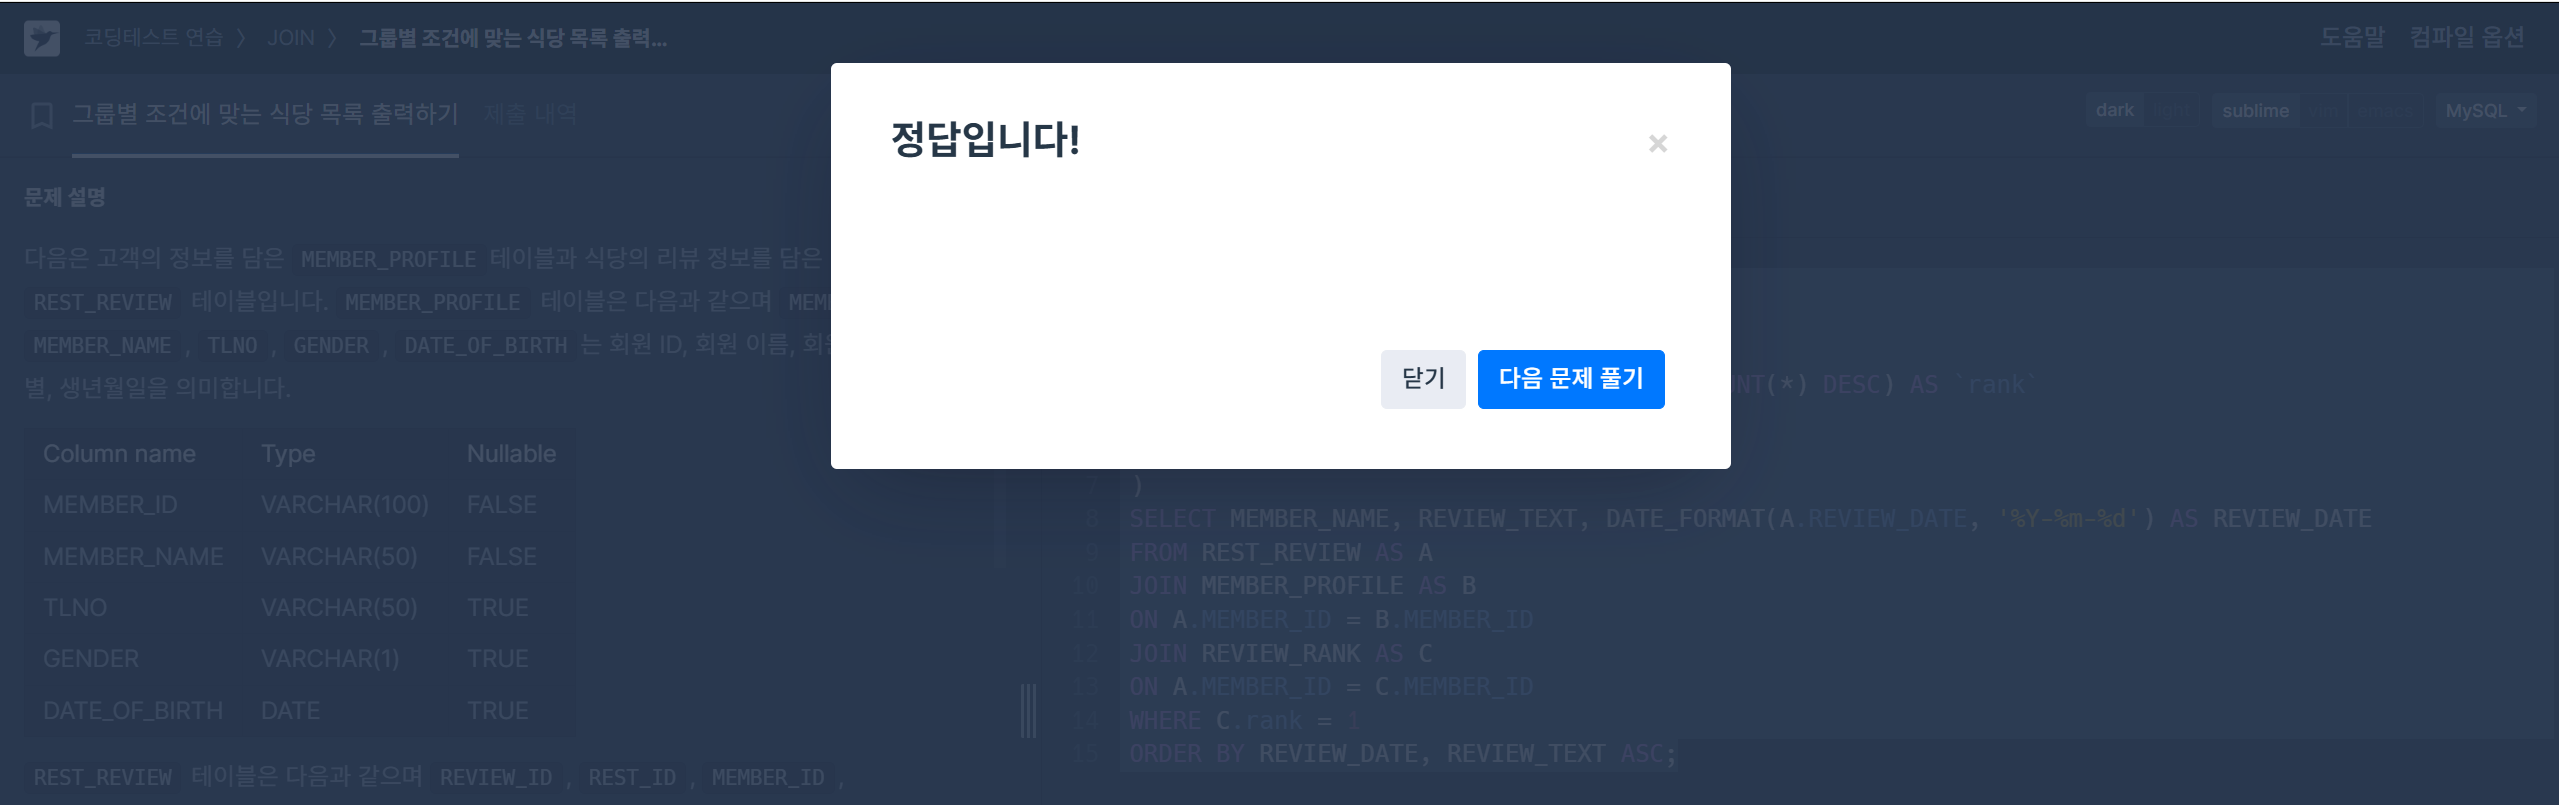 코딩테스트 연습 〉 JOIN 〉 그룹별 조건에 맞는 식당 목록 출력...
도움말 컴파일 옵션
그룹별 조건에 맞는 식당 목록 출력하기 제출 내역
dark light sublime vim emacs MySQL
정답입니다!
×
닫기 다음 문제 풀기
문제 설명
다음은 고객의 정보를 담은 MEMBER_PROFILE 테이블과 식당의 리뷰 정보를 담은
REST_REVIEW 테이블입니다. MEMBER_PROFILE 테이블은 다음과 같으며
MEMBER_NAME, TLNO, GENDER, DATE_OF_BIRTH 는 회원 ID, 회원 이름,
별, 생년월일을 의미합니다.
Column name Type Nullable
MEMBER_ID VARCHAR(100) FALSE
MEMBER_NAME VARCHAR(50) FALSE
TLNO VARCHAR(50) TRUE
GENDER VARCHAR(1) TRUE
DATE_OF_BIRTH DATE TRUE
REST_REVIEW 테이블은 다음과 같으며 REVIEW_ID, REST_ID, MEMBER_ID,
NT(*) DESC) AS `rank`
7 )
8 SELECT MEMBER_NAME, REVIEW_TEXT, DATE_FORMAT(A.REVIEW_DATE, '%Y-%m-%d') AS REVIEW_DATE
9 FROM REST_REVIEW AS A
10 JOIN MEMBER_PROFILE AS B
11 ON A.MEMBER_ID = B.MEMBER_ID
12 JOIN REVIEW_RANK AS C
13 ON A.MEMBER_ID = C.MEMBER_ID
14 WHERE C.rank = 1
15 ORDER BY REVIEW_DATE, REVIEW_TEXT ASC;